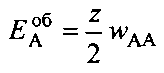 E_A^об = z/2 w_AA